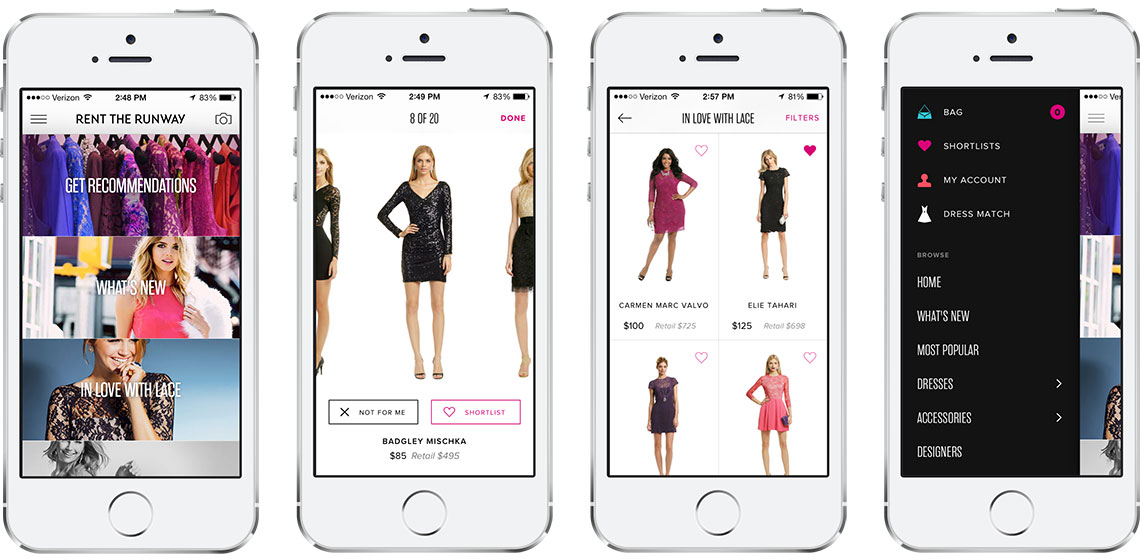 Verizon 2:48 PM 83%
RENT THE RUNWAY
GET RECOMMENDATIONS
WHAT'S NEW
IN LOVE WITH LACE
Verizon 2:49 PM 83%
8 OF 20 DONE
NOT FOR ME SHORTLIST
BADGLEY MISCHKA
$85 Retail $495
Verizon 2:57 PM 81%
IN LOVE WITH LACE FILTERS
CARMEN MARC VALVO
$100 Retail $725
ELIE TAHARI
$125 Retail $698
BAG 0
SHORTLISTS
MY ACCOUNT
DRESS MATCH
BROWSE
HOME
WHAT'S NEW
MOST POPULAR
DRESSES
ACCESSORIES
DESIGNERS